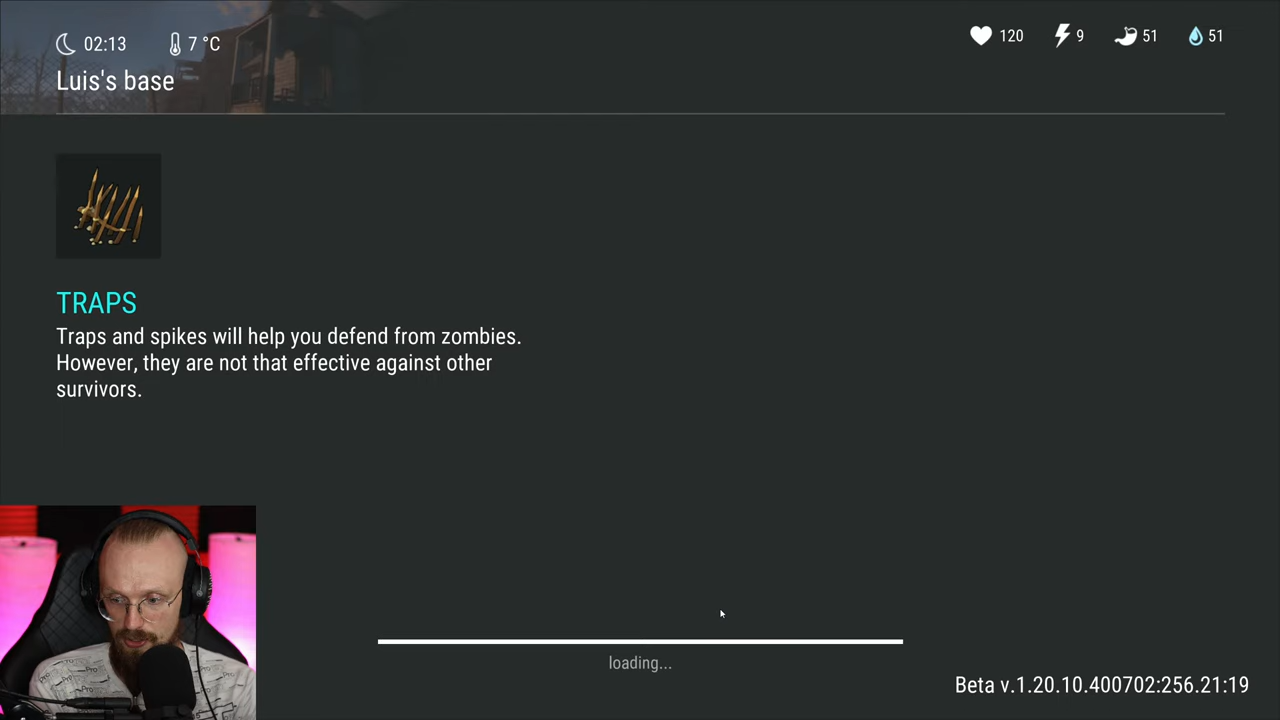 02:13 7 °C 120 9 51 51
Luis's base
TRAPS
Traps and spikes will help you defend from zombies.
However, they are not that effective against other
survivors.
loading...
Beta v.1.20.10.400702:256.21:19